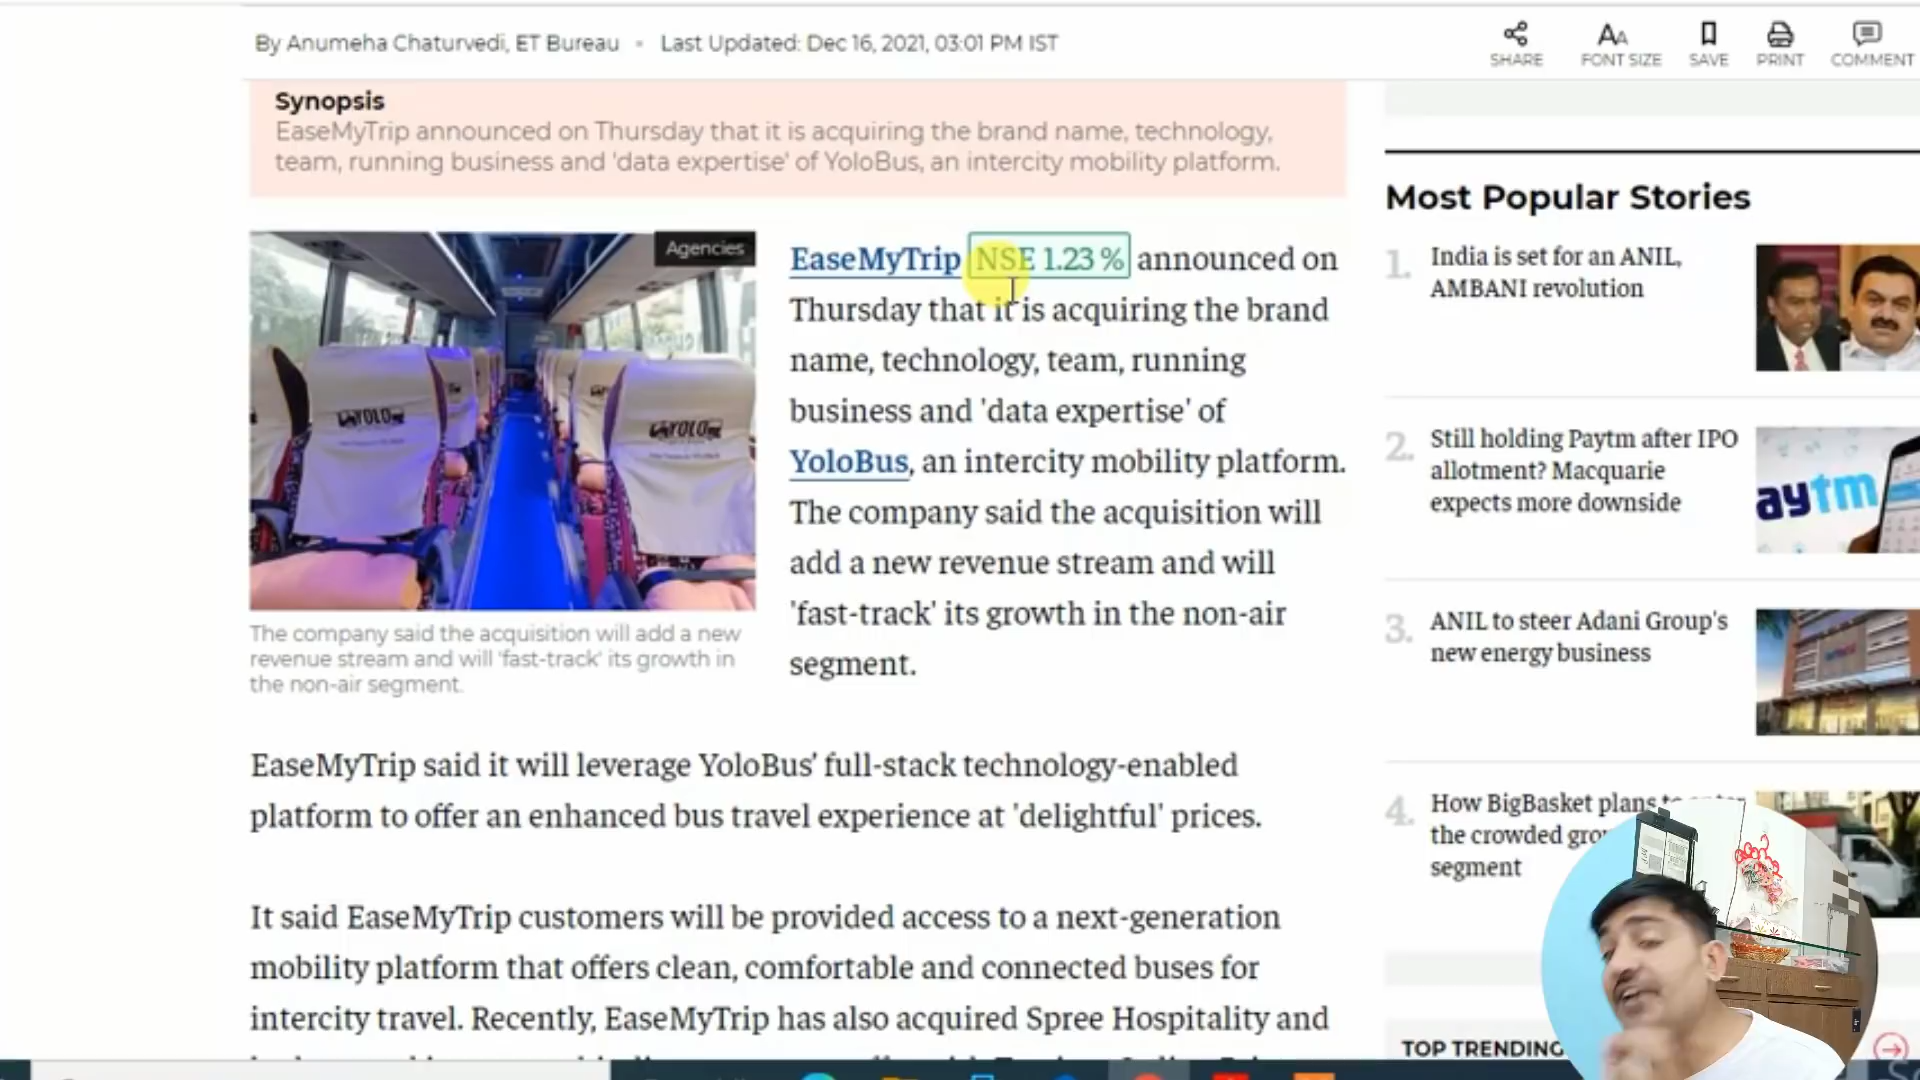 By Anumeha Chaturvedi, ET Bureau • Last Updated: Dec 16, 2021, 03:01 PM IST
SHARE
FONT SIZE
SAVE
PRINT
COMMENT
Synopsis
EaseMyTrip announced on Thursday that it is acquiring the brand name, technology,
team, running business and 'data expertise' of YoloBus, an intercity mobility platform.
Agencies
YOLO
YOLO
The company said the acquisition will add a new
revenue stream and will 'fast-track' its growth in
the non-air segment.
EaseMyTrip NSE 1.23 % announced on
Thursday that it is acquiring the brand
name, technology, team, running
business and 'data expertise' of
YoloBus, an intercity mobility platform.
The company said the acquisition will
add a new revenue stream and will
'fast-track' its growth in the non-air
segment.
EaseMyTrip said it will leverage YoloBus' full-stack technology-enabled
platform to offer an enhanced bus travel experience at 'delightful' prices.
It said EaseMyTrip customers will be provided access to a next-generation
mobility platform that offers clean, comfortable and connected buses for
intercity travel. Recently, EaseMyTrip has also acquired Spree Hospitality and
Most Popular Stories
1. India is set for an ANIL,
AMBANI revolution
2. Still holding Paytm after IPO
allotment? Macquarie
expects more downside
aytm
3. ANIL to steer Adani Group's
new energy business
4. How BigBasket plans to
the crowded
segment
TOP TRENDING